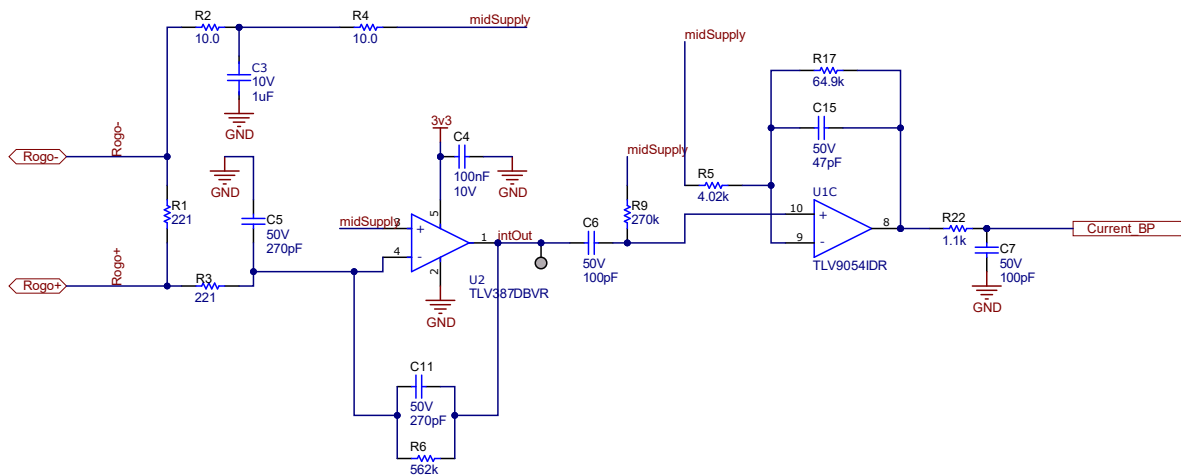 R2
10.0
R4
10.0
midSupply
C3
10V
1uF
GND
Rogo-
Rogo-
R1
221
Rogo+
Rogo+
R3
221
GND
C5
50V
270pF
3v3
C4
100nF
10V
GND
midSupply
3
4
5
2
1
intOut
U2
TLV387DBVR
GND
C11
50V
270pF
R6
562k
C6
50V
100pF
midSupply
R9
270k
midSupply
R5
4.02k
R17
64.9k
C15
50V
47pF
U1C
10
9
8
TLV9054IDR
R22
1.1k
C7
50V
100pF
GND
Current_BP